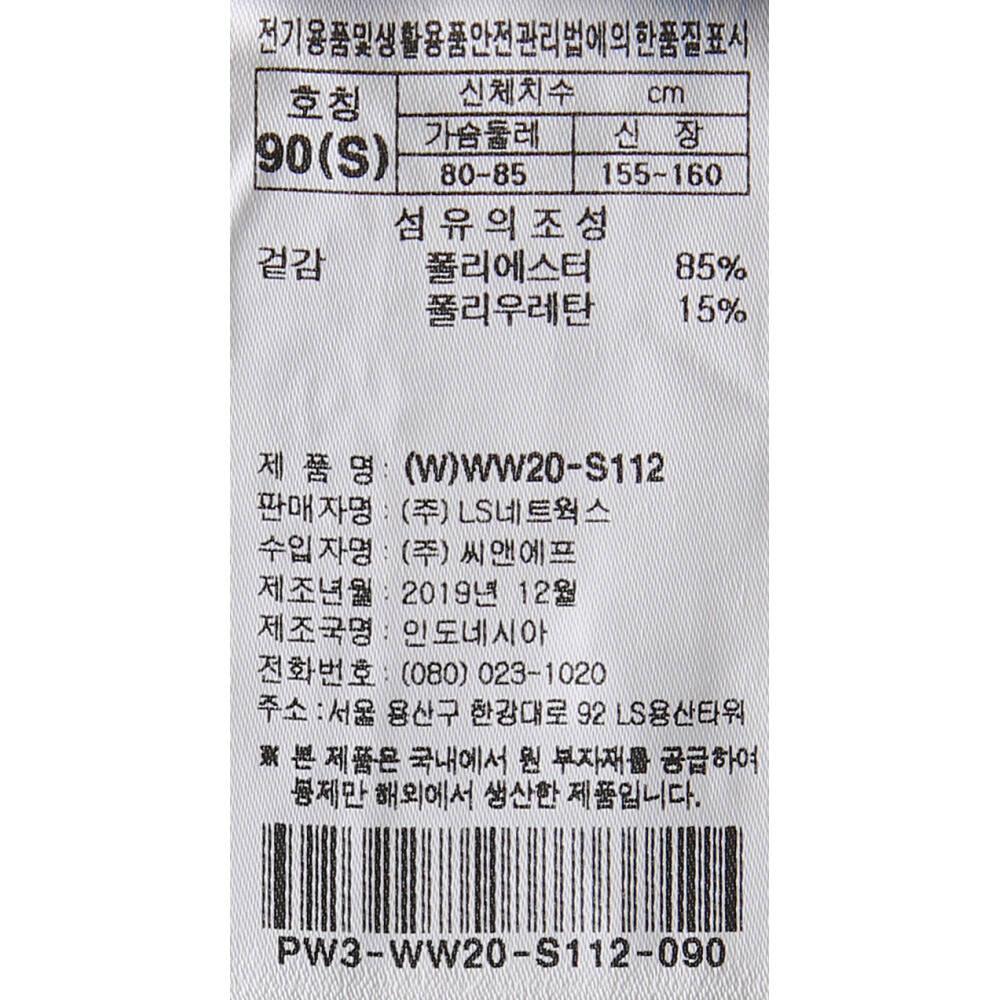 전기용품및생활용품안전관리법에의한품질표시
호칭 신체치수 cm
90(S) 가슴둘레 신 장
80-85 155~160
섬유의조성
겉감 폴리에스터 85%
폴리우레탄 15%
제 품 명 : (W)WW20-S112
판매자명 : (주)LS네트웍스
수입자명 : (주) 씨앤에프
제조년월 : 2019년 12월
제조국명 : 인도네시아
전화번호 : (080) 023-1020
주소 : 서울 용산구 한강대로 92 LS용산타워
※ 본 제품은 국내에서 원 부자재를 공급하여
봉제만 해외에서 생산한 제품입니다.
PW3-WW20-S112-090